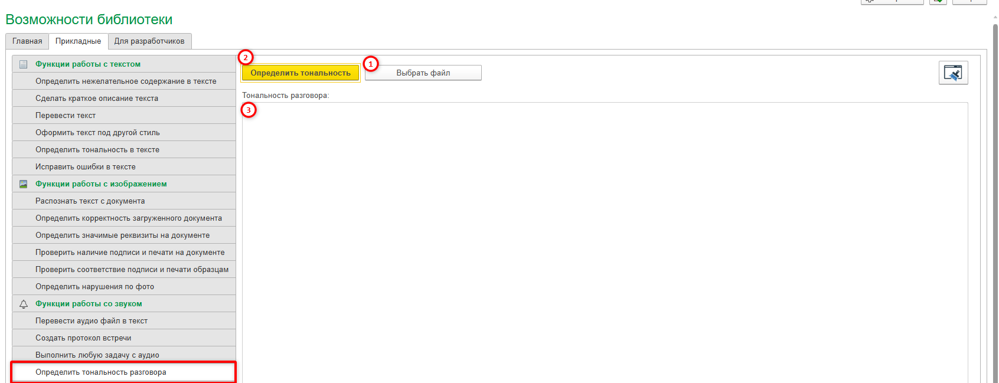 Возможности библиотеки
Главная
Прикладные
Для разработчиков
Функции работы с текстом
Определить нежелательное содержание в тексте
Сделать краткое описание текста
Перевести текст
Оформить текст под другой стиль
Определить тональность в тексте
Исправить ошибки в тексте
Функции работы с изображением
Распознать текст с документа
Определить корректность загруженного документа
Определить значимые реквизиты на документе
Проверить наличие подписи и печати на документе
Проверить соответствие подписи и печати образцам
Определить нарушения по фото
Функции работы со звуком
Перевести аудио файл в текст
Создать протокол встречи
Выполнить любую задачу с аудио
Определить тональность разговора
2
Определить тональность
1
Выбрать файл
Тональность разговора:
3